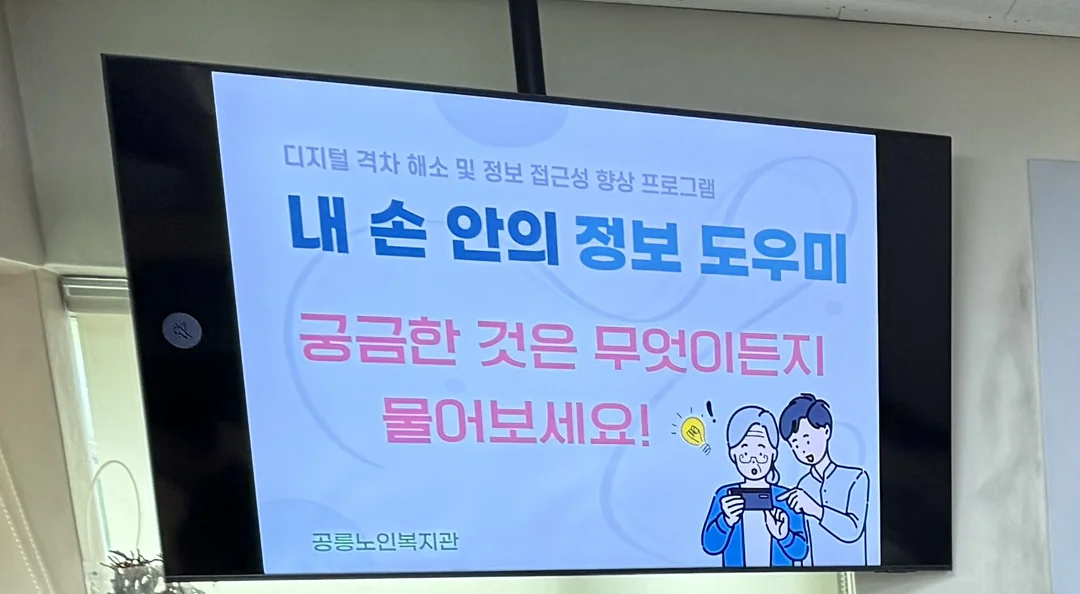 디지털 격차 해소 및 정보 접근성 향상 프로그램
내 손 안의 정보 도우미
궁금한 것은 무엇이든지
물어보세요!
공릉노인복지관